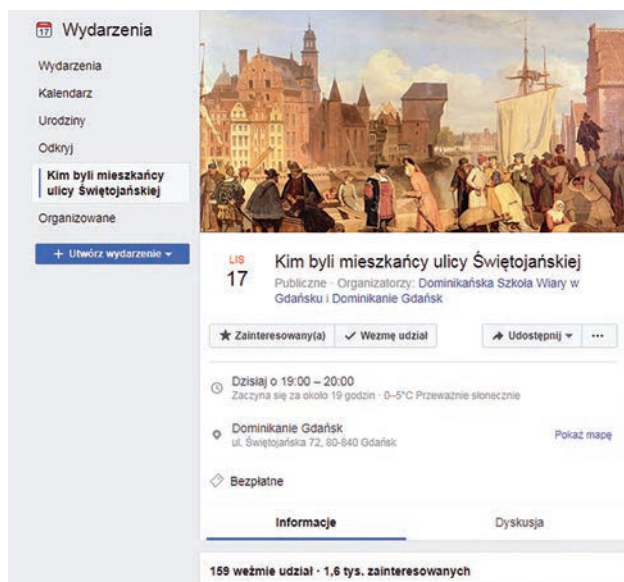 17 Wydarzenia
Wydarzenia
Kalendarz
Urodziny
Odkryj
Kim byli mieszkańcy
ulicy Świętojańskiej
Organizowane
+ Utwórz wydarzenie
LIS
17
Kim byli mieszkańcy ulicy Świętojańskiej
Publiczne · Organizatorzy: Dominikańska Szkoła Wiary w
Gdańsku i Dominikanie Gdańsk
Zainteresowany(a) Wezmę udział Udostępnij ···
Dzisiaj o 19:00 – 20:00
Zaczyna się za około 19 godzin · 0–5°C Przeważnie słonecznie
Dominikanie Gdańsk
ul. Świętojańska 72, 80-840 Gdańsk
Pokaż mapę
Bezpłatne
Informacje Dyskusja
159 weźmie udział · 1,6 tys. zainteresowanych